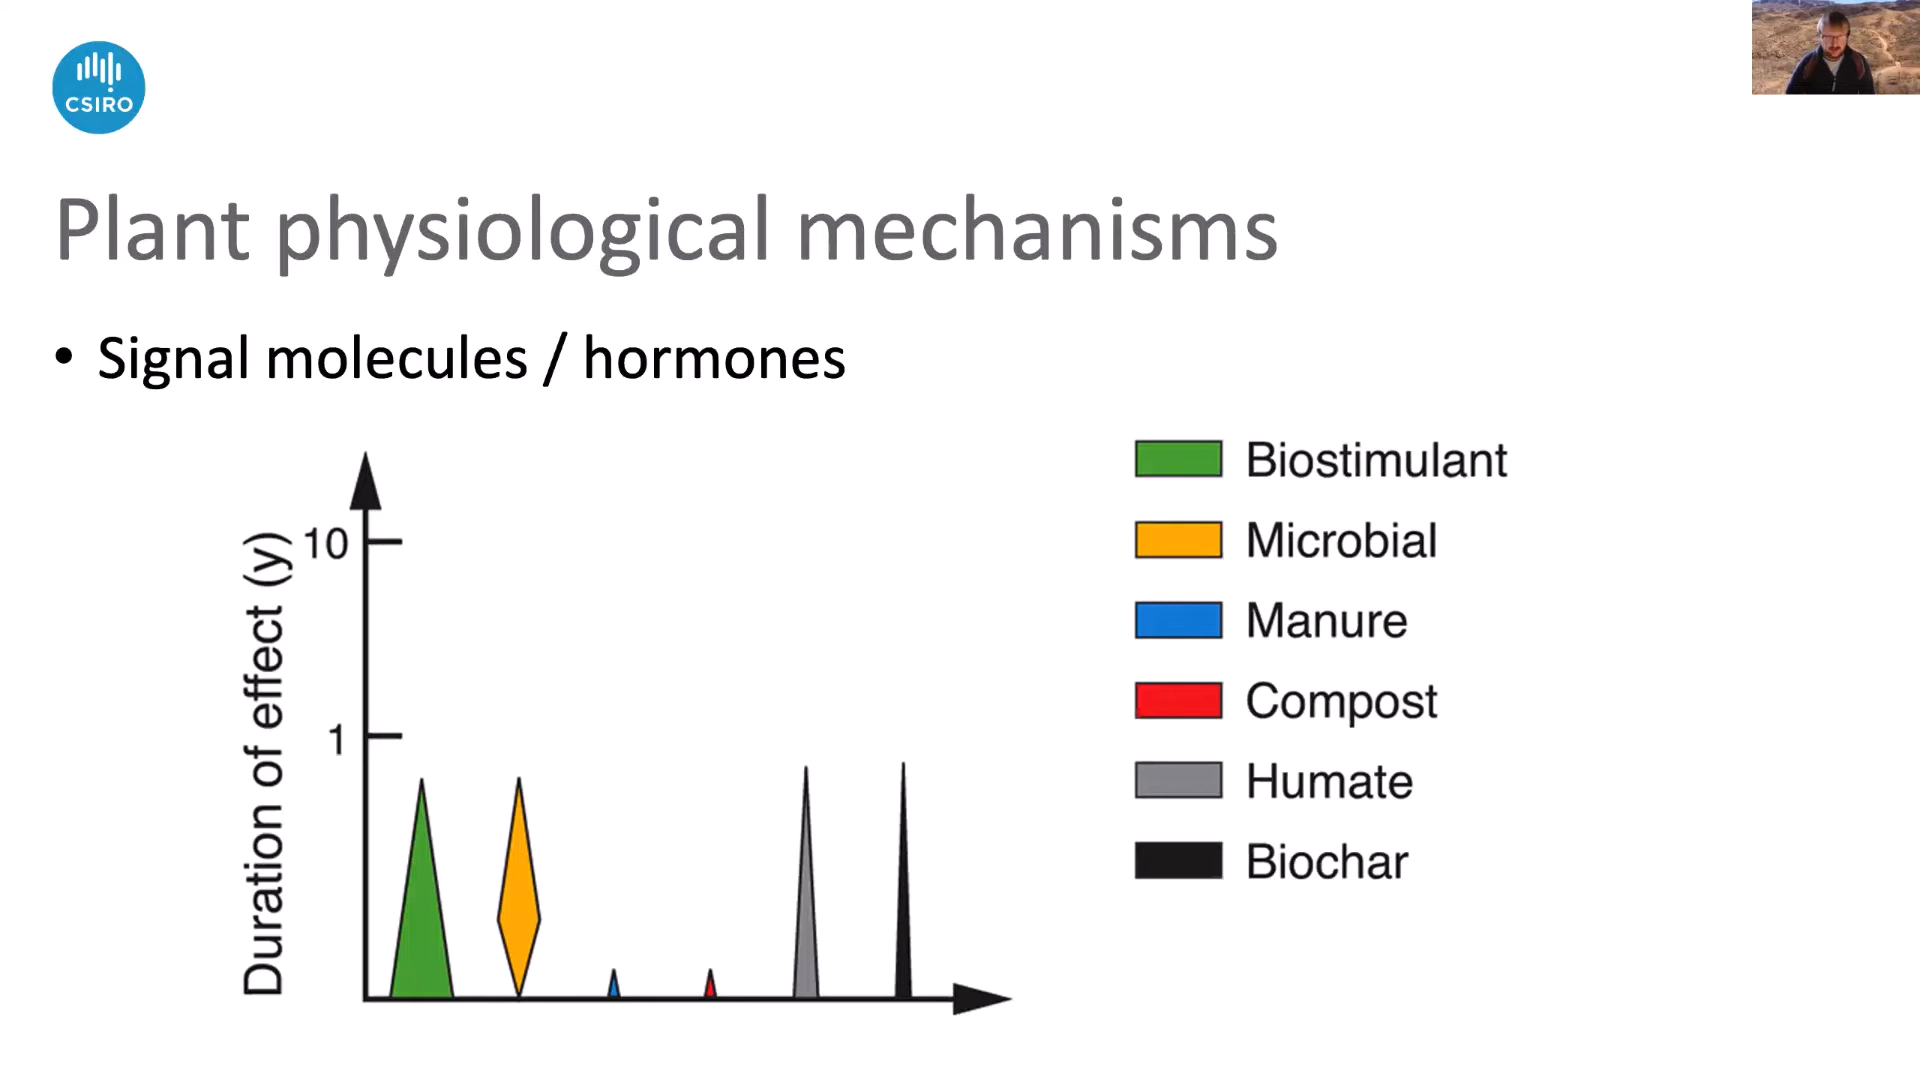 CSIRO
Plant physiological mechanisms
• Signal molecules / hormones
Duration of effect (y)
10
1
Biostimulant
Microbial
Manure
Compost
Humate
Biochar